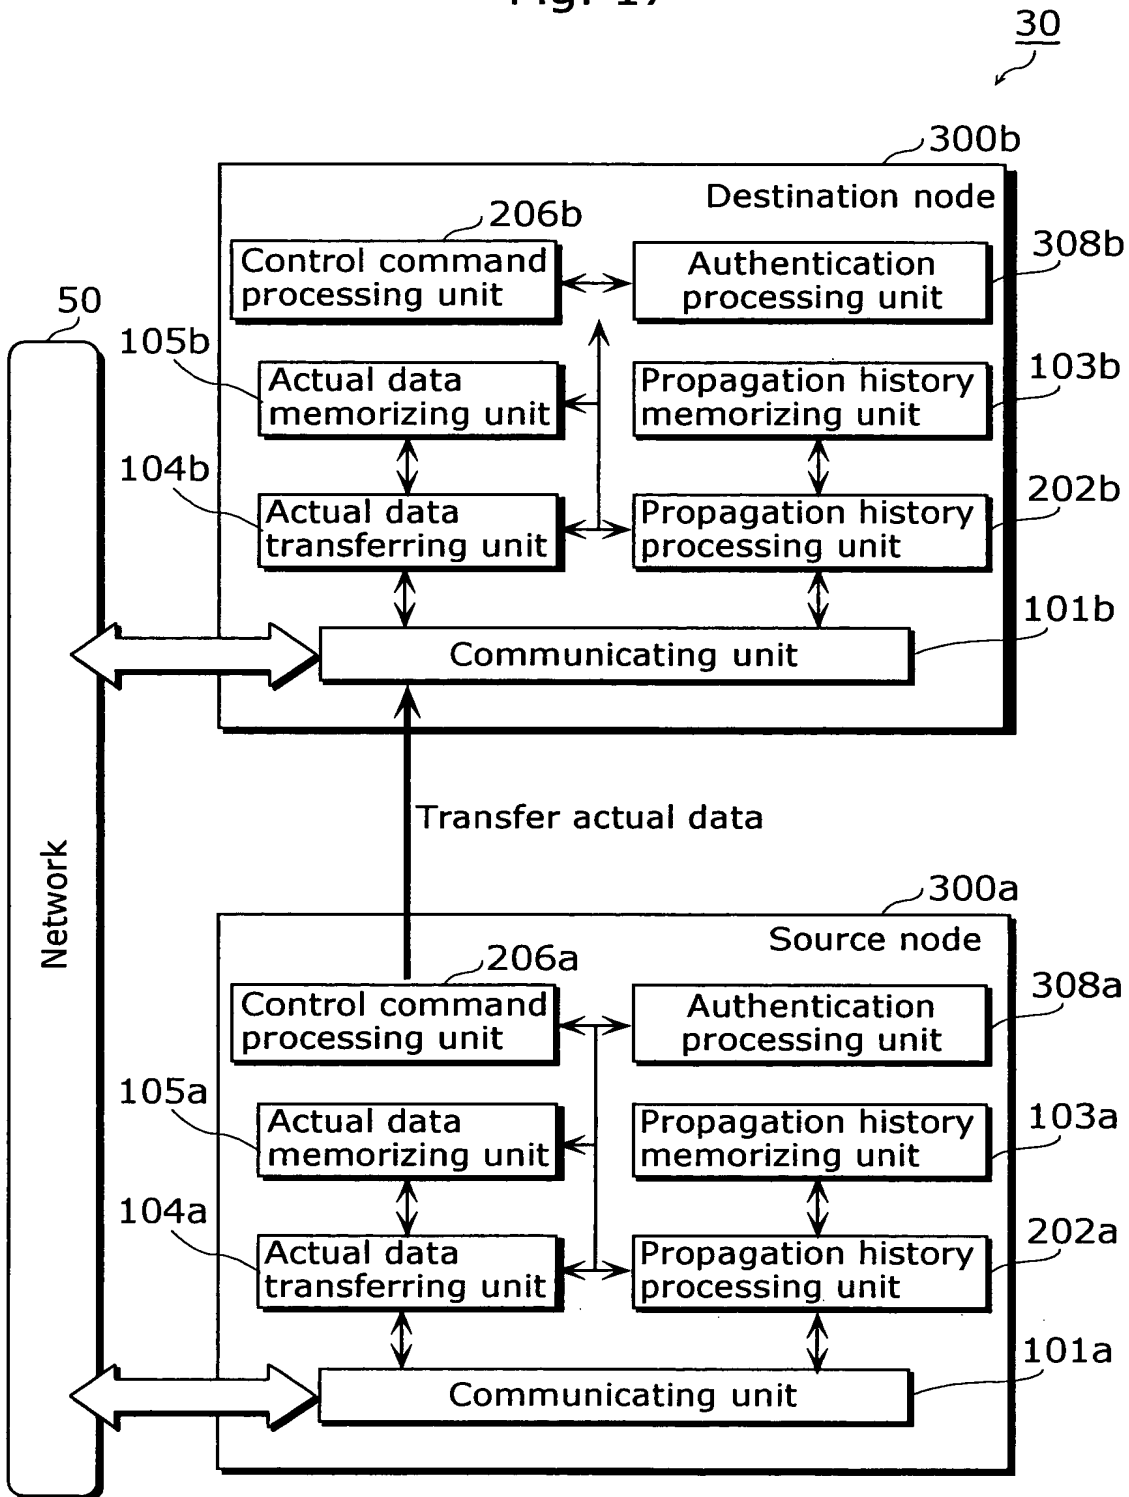 Fig. 17
30
300b
Destination node
206b
Control command
processing unit
Authentication
processing unit
308b
50
105b
Actual data
memorizing unit
Propagation history
memorizing unit
103b
104b
Actual data
transferring unit
Propagation history
processing unit
202b
101b
Communicating unit
Transfer actual data
Network
300a
Source node
206a
Control command
processing unit
Authentication
processing unit
308a
105a
Actual data
memorizing unit
Propagation history
memorizing unit
103a
104a
Actual data
transferring unit
Propagation history
processing unit
202a
101a
Communicating unit